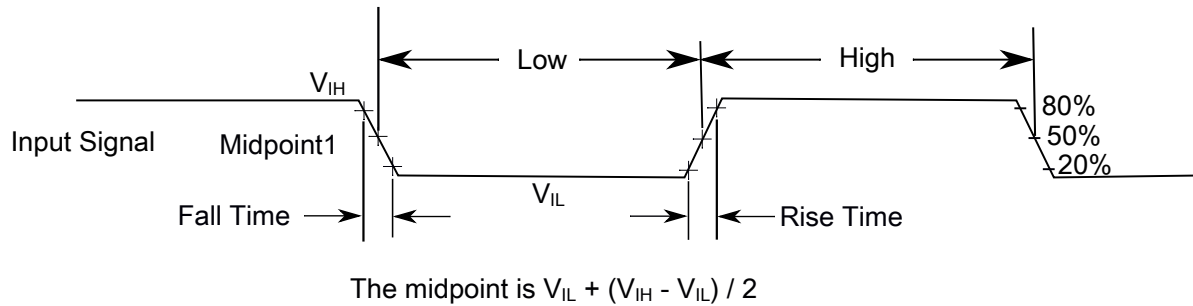 Low
High
VIH
80%
Input Signal
Midpoint1
50%
20%
VIL
Fall Time
Rise Time
The midpoint is VIL + (VIH - VIL) / 2